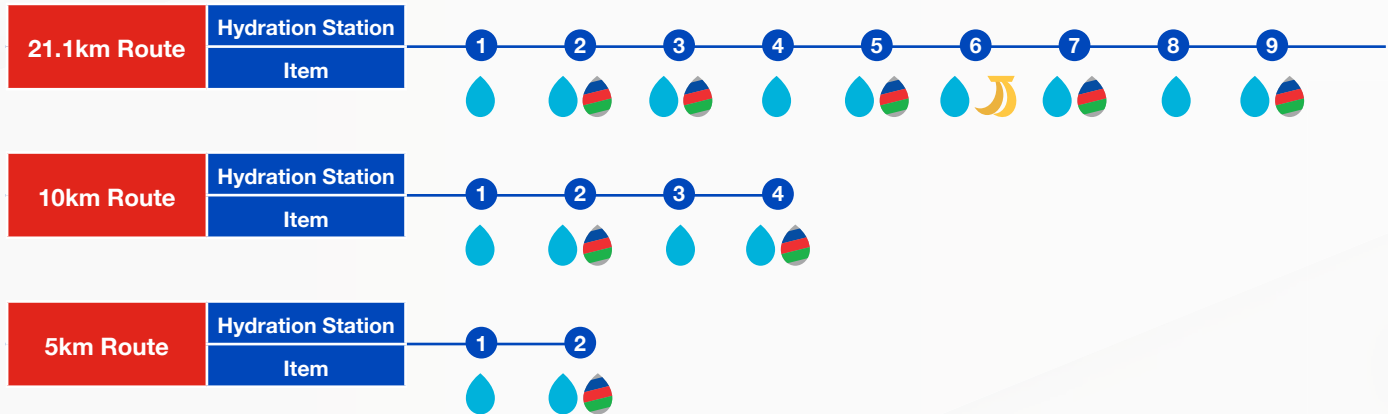 21.1km Route
Hydration Station
1 2 3 4 5 6 7 8 9
Item
10km Route
Hydration Station
1 2 3 4
Item
5km Route
Hydration Station
1 2
Item